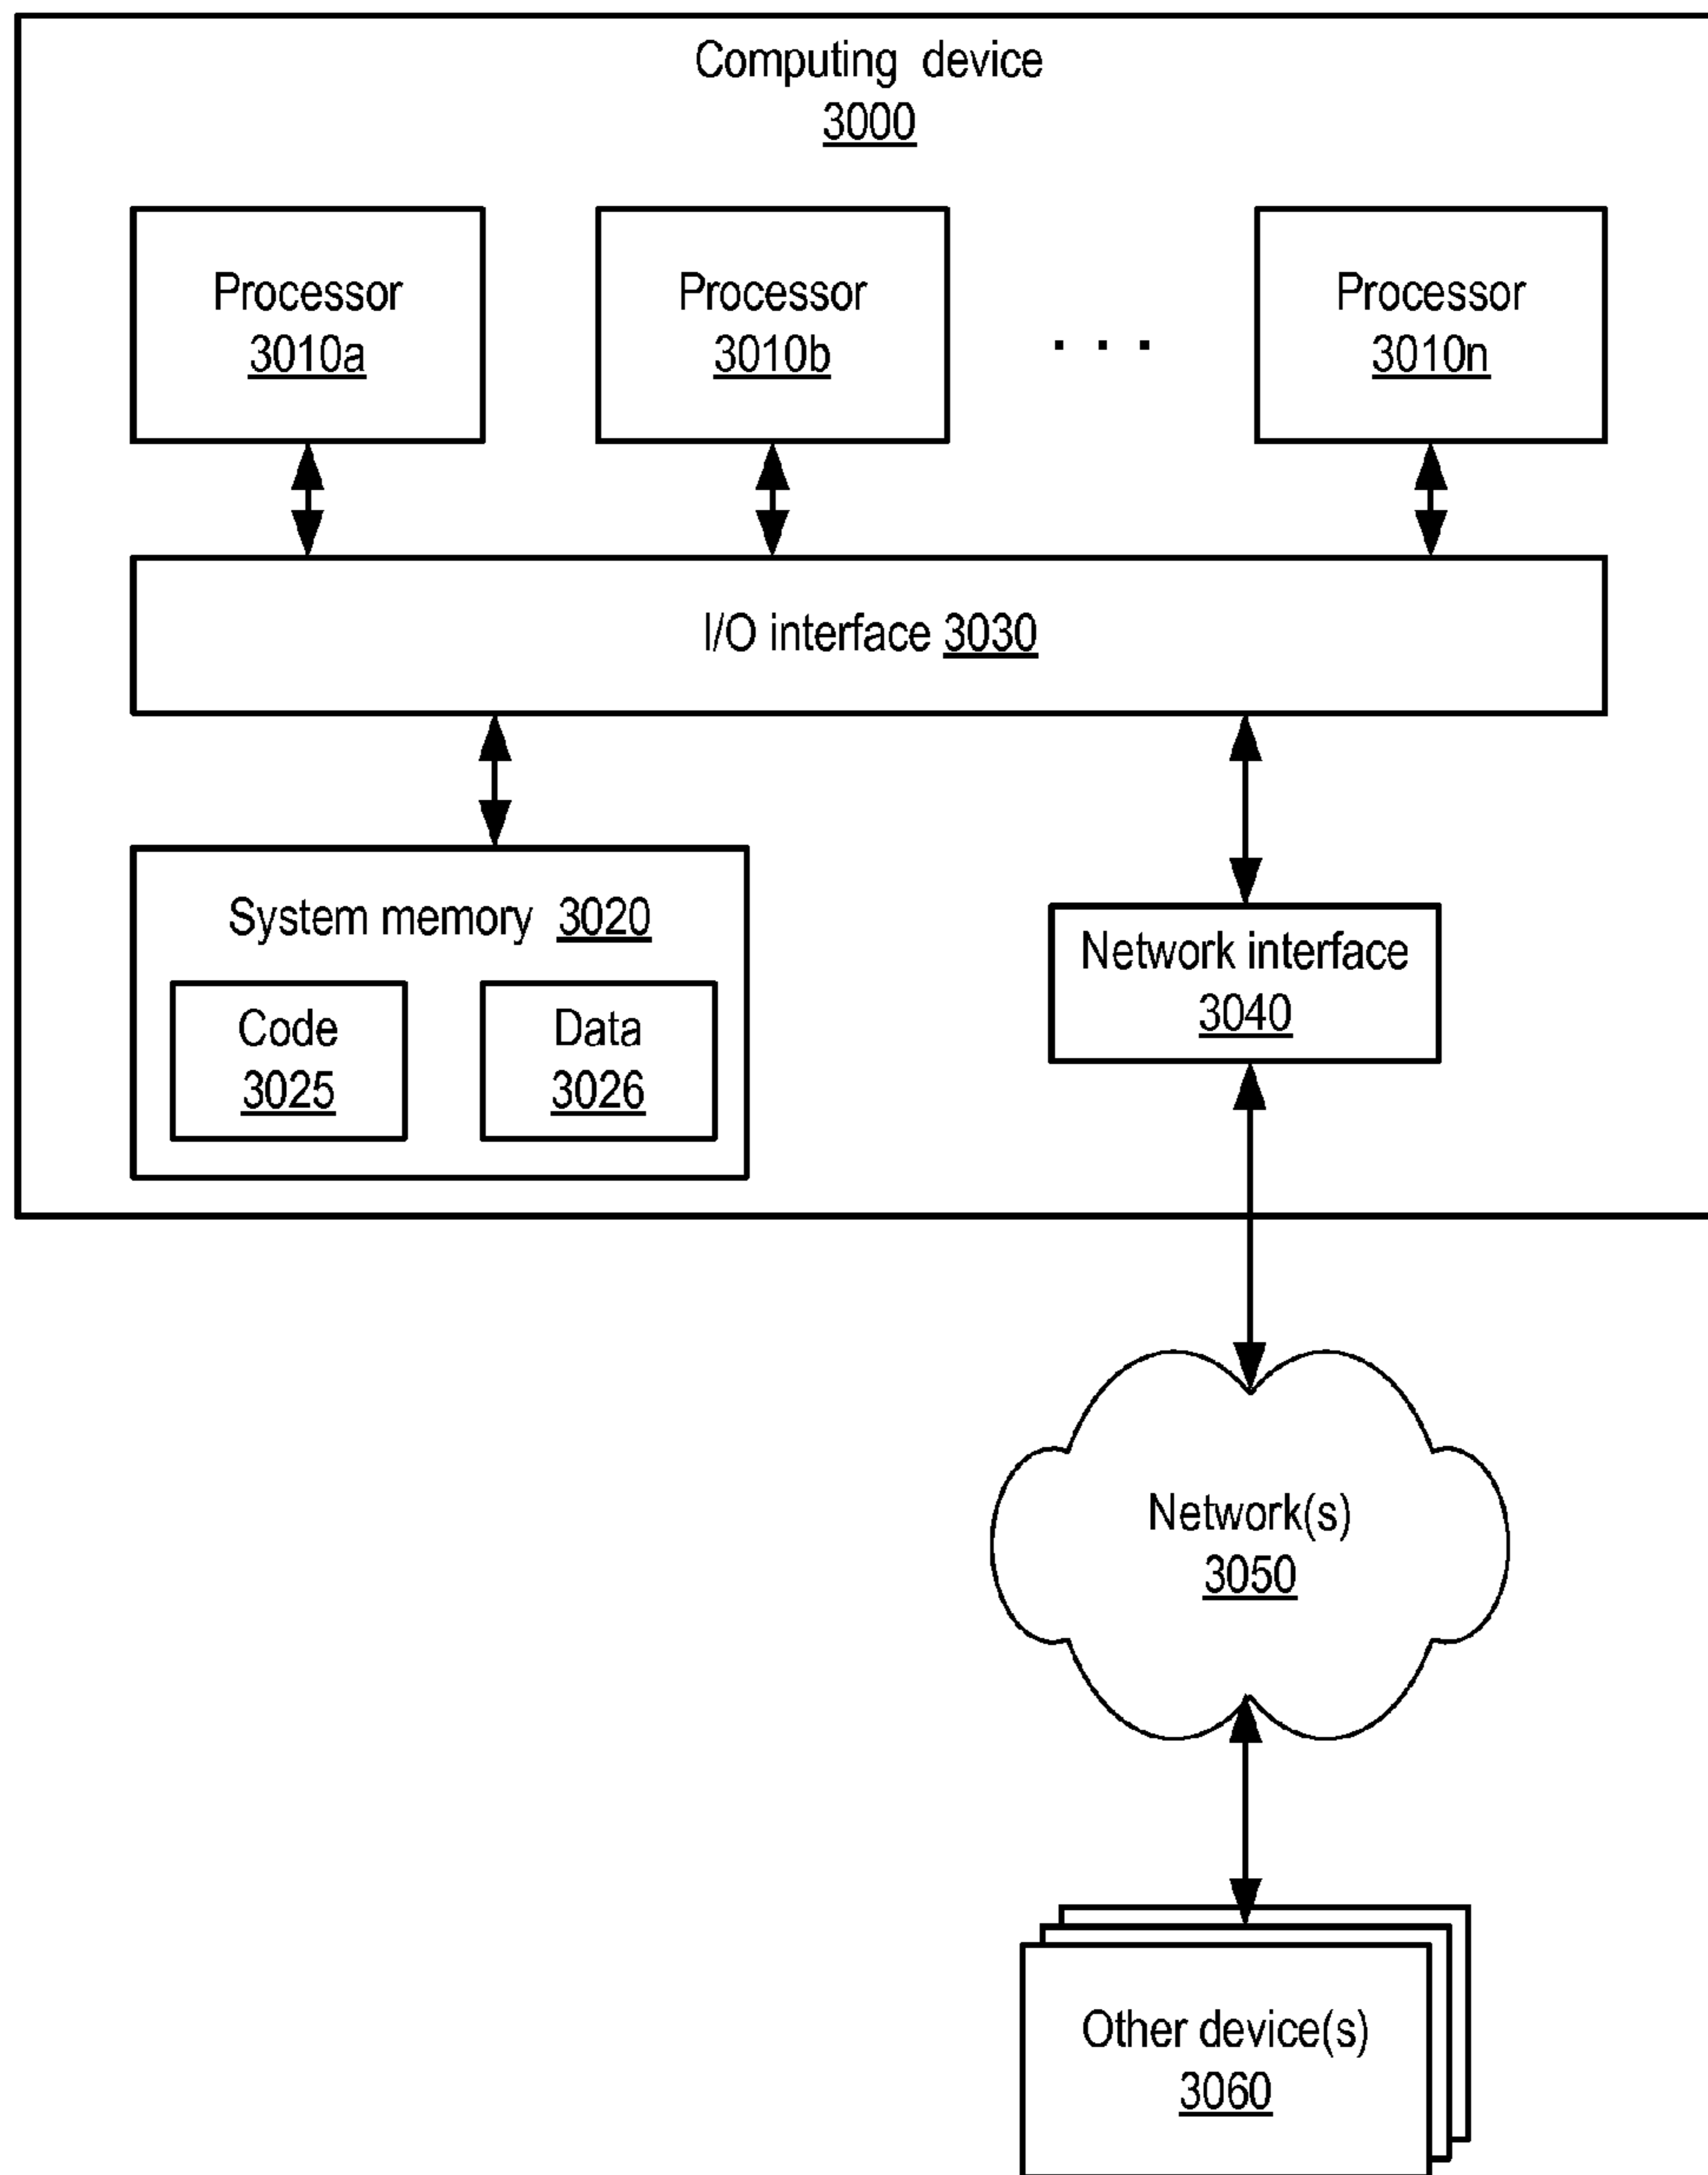 Computing device
3000
Processor
3010a
Processor
3010b
. . .
Processor
3010n
I/O interface 3030
System memory 3020
Code
3025
Data
3026
Network interface
3040
Network(s)
3050
Other device(s)
3060